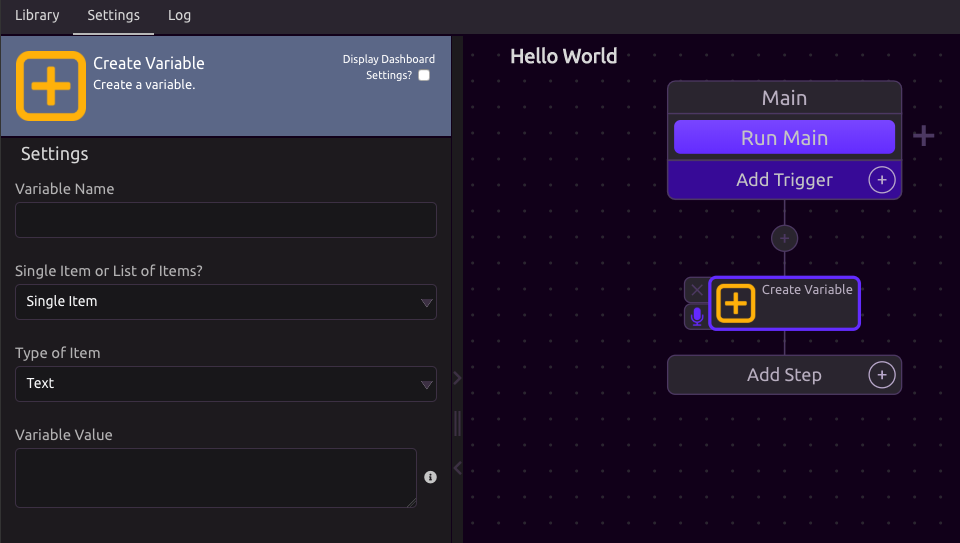 Library Settings Log
Create Variable
Create a variable.
Display Dashboard
Settings?
Settings
Variable Name
Single Item or List of Items?
Single Item
Type of Item
Text
Variable Value
Hello World
Main
Run Main
Add Trigger
Create Variable
Add Step